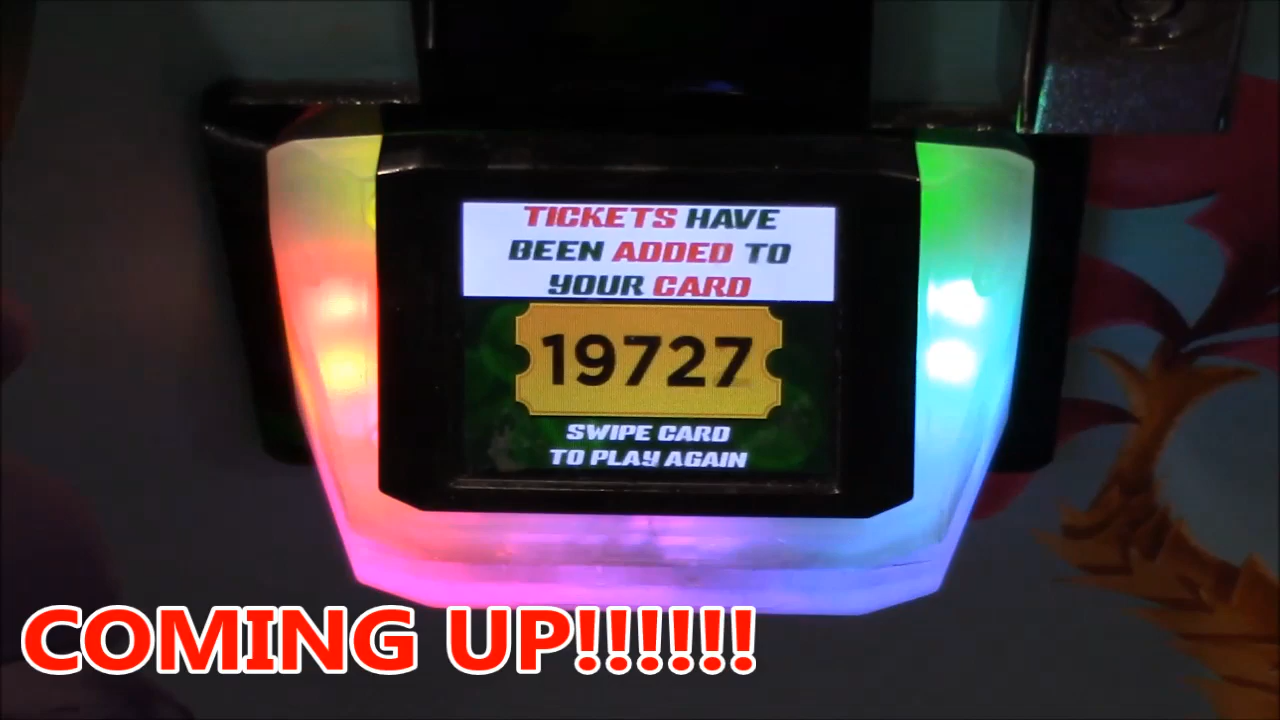 TICKETS HAVE
BEEN ADDED TO
YOUR CARD
19727
SWIPE CARD
TO PLAY AGAIN
COMING UP!!!!!!